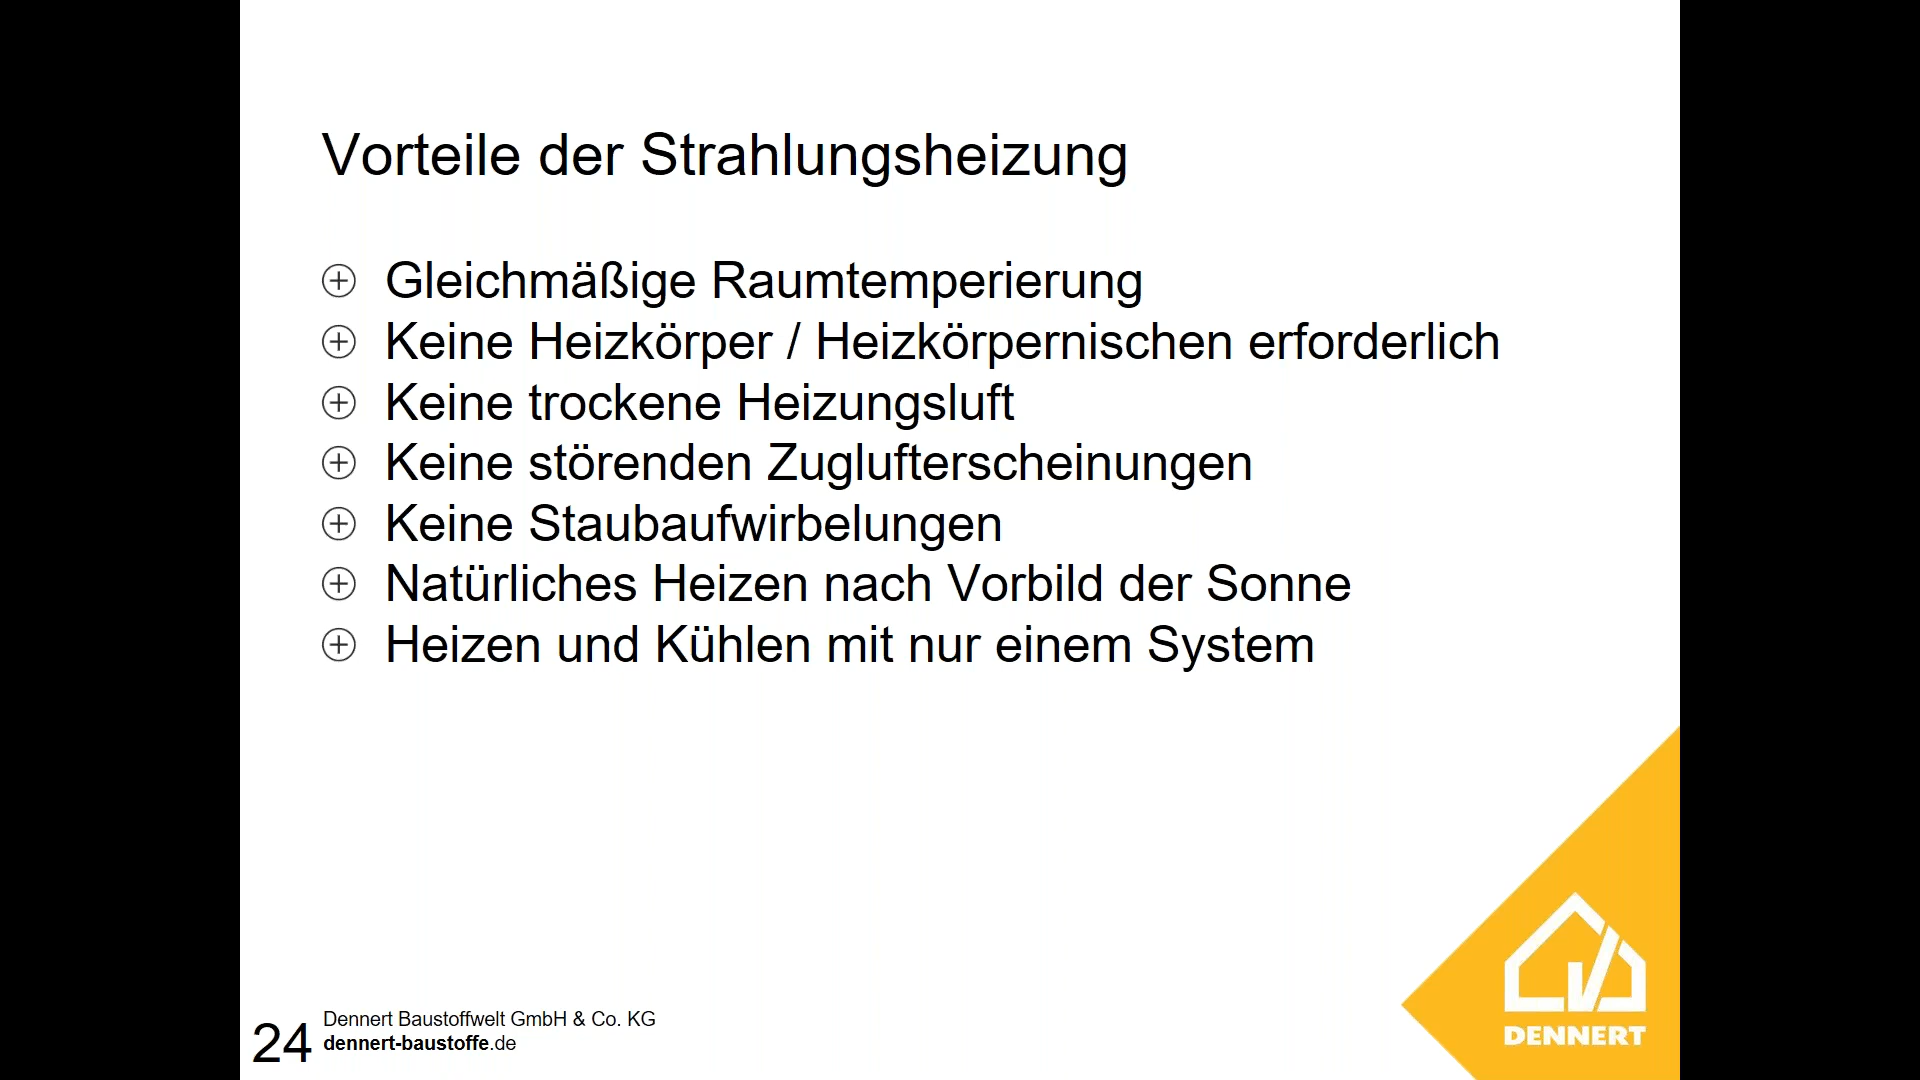 Vorteile der Strahlungsheizung
Gleichmäßige Raumtemperierung
Keine Heizkörper / Heizkörpernischen erforderlich
Keine trockene Heizungsluft
Keine störenden Zuglufterscheinungen
Keine Staubaufwirbelungen
Natürliches Heizen nach Vorbild der Sonne
Heizen und Kühlen mit nur einem System
24
Dennert Baustoffwelt GmbH & Co. KG
dennert-baustoffe.de
DENNERT